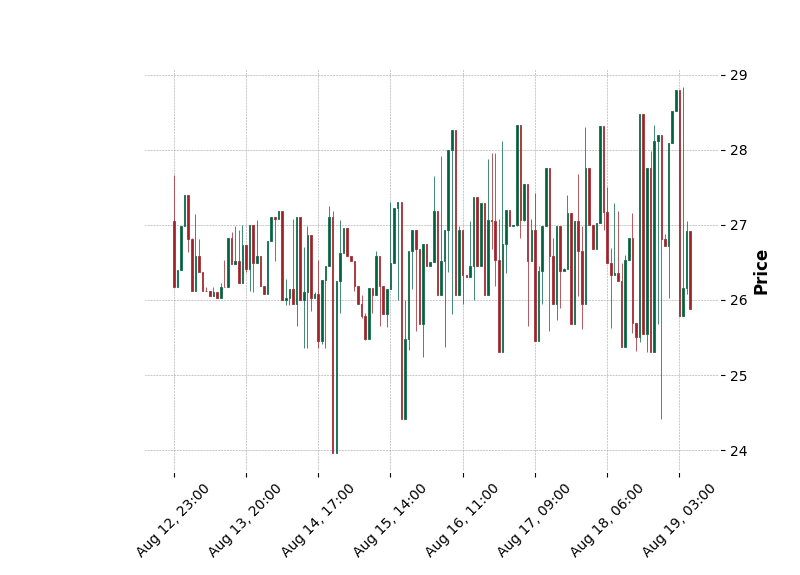 29
28
27
26
25
24
Price
Aug 12, 23:00
Aug 13, 20:00
Aug 14, 17:00
Aug 15, 14:00
Aug 16, 11:00
Aug 17, 09:00
Aug 18, 06:00
Aug 19, 03:00